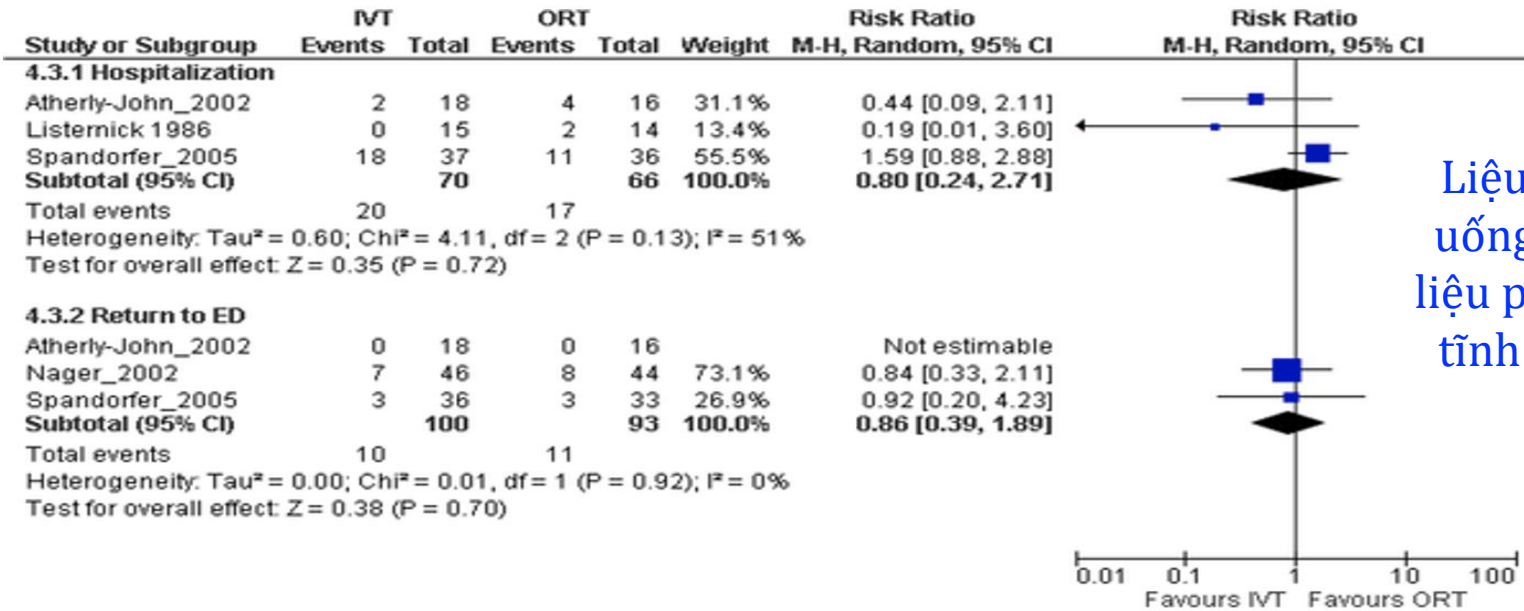 IVT ORT Risk Ratio Risk Ratio
Study or Subgroup Events Total Events Total Weight M-H, Random, 95% CI M-H, Random, 95% CI
4.3.1 Hospitalization
Atherly-John_2002 2 18 4 16 31.1% 0.44 [0.09, 2.11]
Listernick 1986 0 15 2 14 13.4% 0.19 [0.01, 3.60]
Spandorfer_2005 18 37 11 36 55.5% 1.59 [0.88, 2.88]
Subtotal (95% CI) 70 66 100.0% 0.80 [0.24, 2.71]
Total events 20 17
Heterogeneity: Tau² = 0.60; Chi² = 4.11, df = 2 (P = 0.13); I² = 51%
Test for overall effect: Z = 0.35 (P = 0.72)
4.3.2 Return to ED
Atherly-John_2002 0 18 0 16 Not estimable
Nager_2002 7 46 8 44 73.1% 0.84 [0.33, 2.11]
Spandorfer_2005 3 36 3 33 26.9% 0.92 [0.20, 4.23]
Subtotal (95% CI) 100 93 100.0% 0.86 [0.39, 1.89]
Total events 10 11
Heterogeneity: Tau² = 0.00; Chi² = 0.01, df = 1 (P = 0.92); I² = 0%
Test for overall effect: Z = 0.38 (P = 0.70)
0.01 0.1 1 10 100
Favours IVT Favours ORT
Liệu
uống
liệu
tĩnh